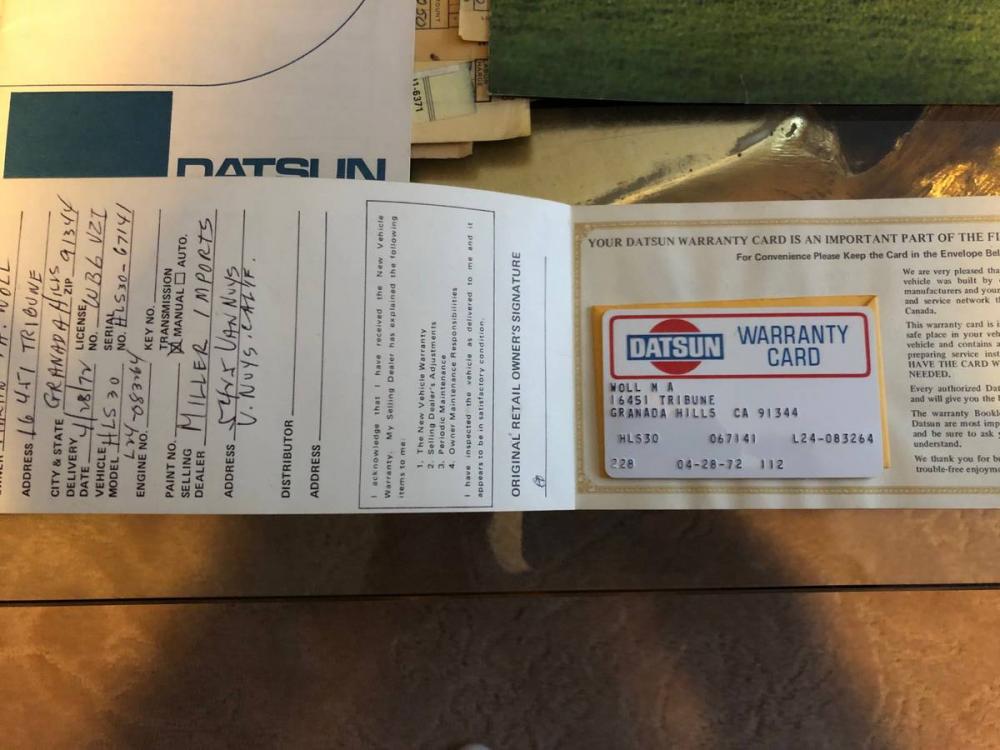 DATSUN
ADDRESS 16451 TRIBUNE
CITY & STATE GRANADA HILLS
DELIVERY DATE 4/28/72 ZIP 91344
LICENSE NO.
VEHICLE MODEL HLS30 SERIAL NO. HLS30-67141
ENGINE NO. L24-083264 KEY NO.
TRANSMISSION
MANUAL AUTO.
PAINT NO.
SELLING DEALER MILLER IMPORTS
ADDRESS 5425 VAN NUYS
V. NUYS. CALIF.
DISTRIBUTOR
ADDRESS
I acknowledge that I have received the New Vehicle
Warranty. My Selling Dealer has explained the following
items to me:
1. The New Vehicle Warranty
2. Selling Dealer's Adjustments
3. Periodic Maintenance
4. Owner Maintenance Responsibilities
I have inspected the vehicle as delivered to me and it
appears to be in satisfactory condition.
ORIGINAL RETAIL OWNER'S SIGNATURE
YOUR DATSUN WARRANTY CARD IS AN IMPORTANT PART OF THE
For Convenience Please Keep the Card in the Envelope
DATSUN WARRANTY
CARD
WOLL M A
16451 TRIBUNE
GRANADA HILLS CA 91344
HLS30 067141 L24-083264
228 04-28-72 112
We are very pleased
vehicle was built by
manufacturers and your
and service network
Canada.
This warranty card is
safe place in your
vehicle and contains a
preparing service
HAVE THE CARD
NEEDED.
Every authorized
and will give you the
The warranty
Datsun are most
and be sure to ask
understand.
We thank you for
trouble-free